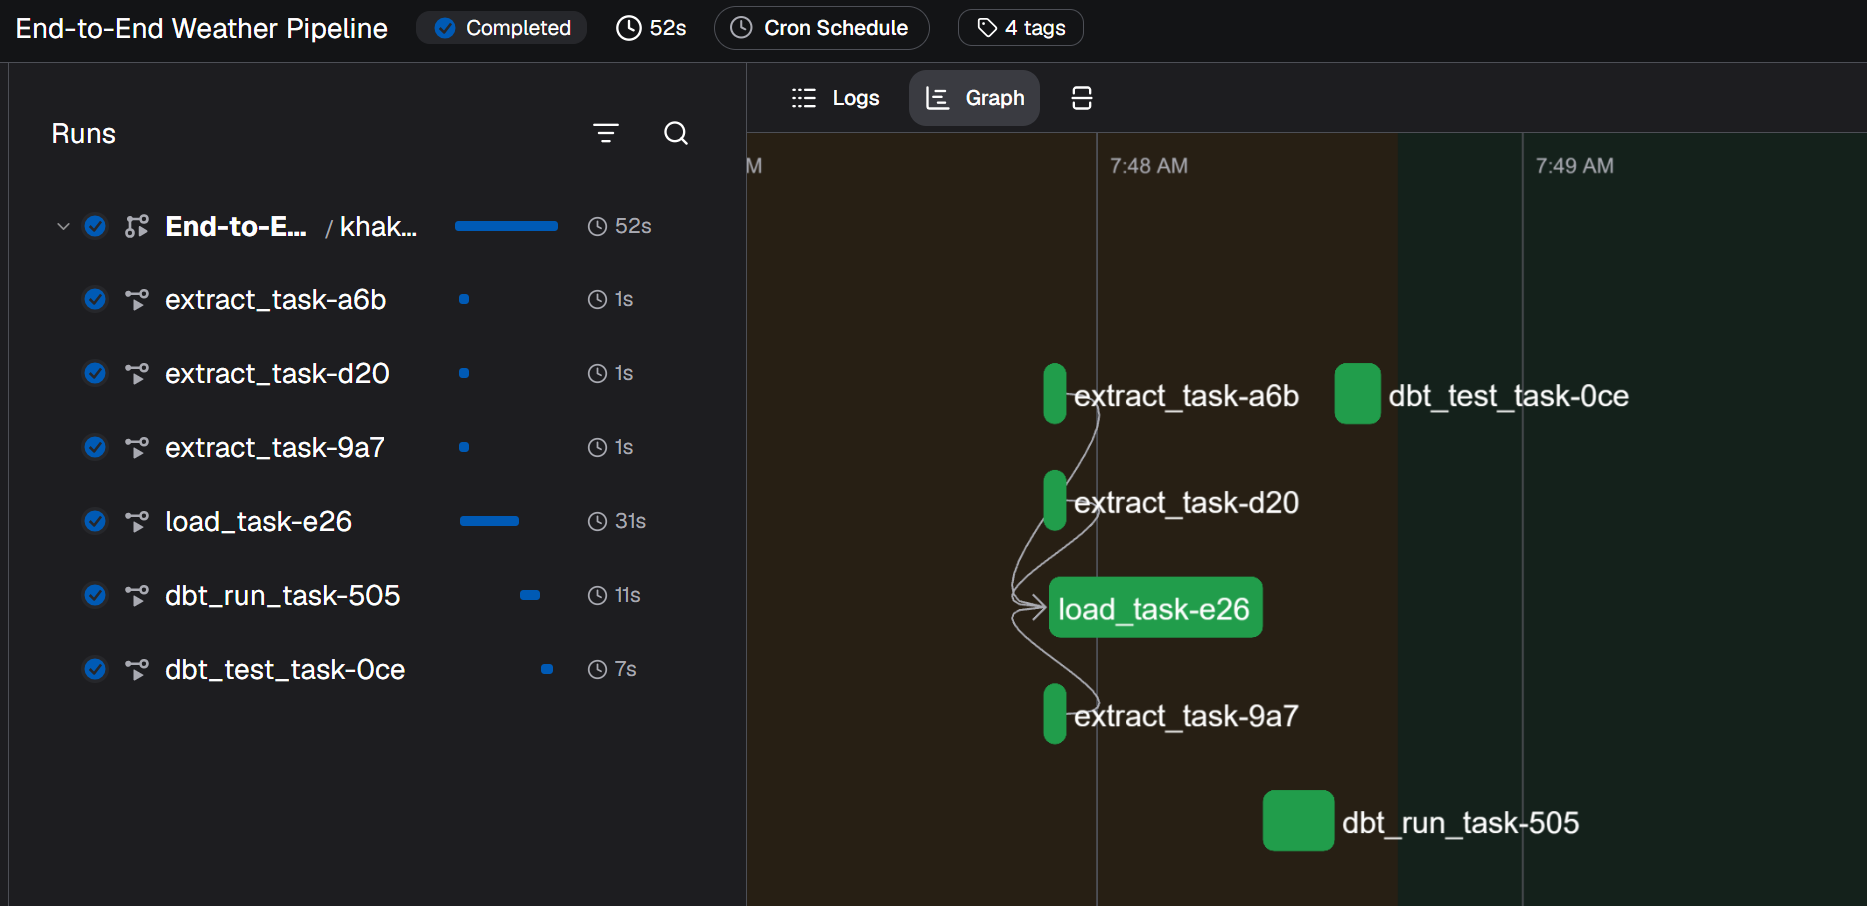 End-to-End Weather Pipeline Completed 52s Cron Schedule 4 tags
Logs Graph
Runs
End-to-E... / khak... 52s
extract_task-a6b 1s
extract_task-d20 1s
extract_task-9a7 1s
load_task-e26 31s
dbt_run_task-505 11s
dbt_test_task-0ce 7s
M 7:48 AM 7:49 AM
extract_task-a6b dbt_test_task-0ce
extract_task-d20
load_task-e26
extract_task-9a7
dbt_run_task-505